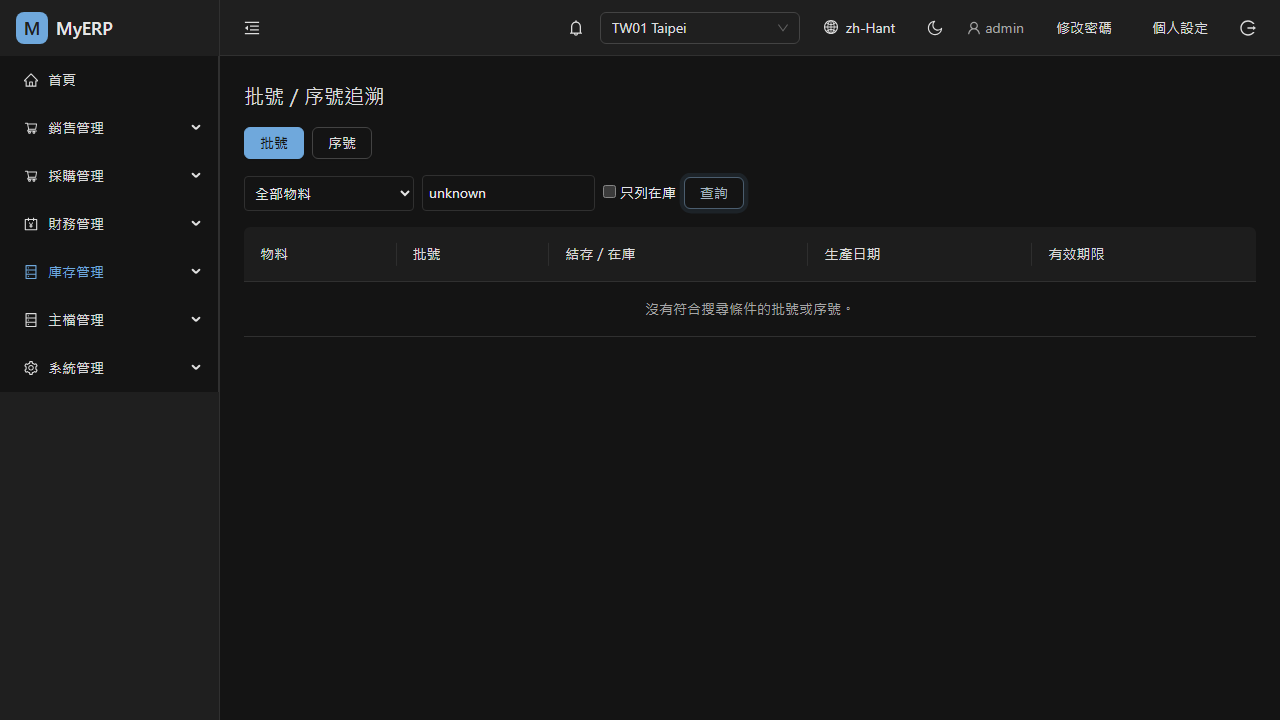 M MyERP
TW01 Taipei
zh-Hant
admin
修改密碼
個人設定
首頁
銷售管理
採購管理
財務管理
庫存管理
主檔管理
系統管理
批號 / 序號追溯
批號
序號
全部物料
unknown
只列在庫
查詢
物料
批號
結存 / 在庫
生產日期
有效期限
沒有符合搜尋條件的批號或序號。